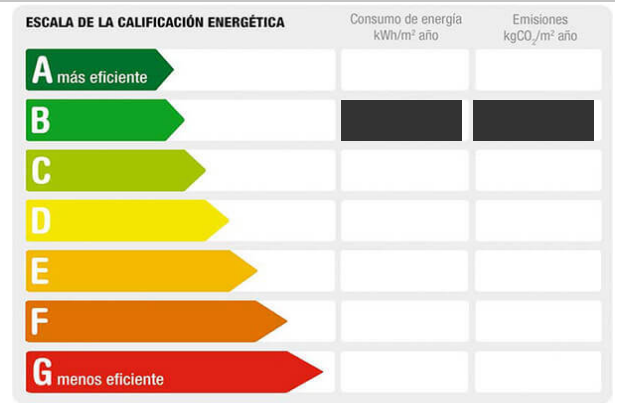 ESCALA DE LA CALIFICACIÓN ENERGÉTICA
Consumo de energía
kWh/m² año
Emisiones
kgCO₂/m² año
A más eficiente
B
C
D
E
F
G menos eficiente